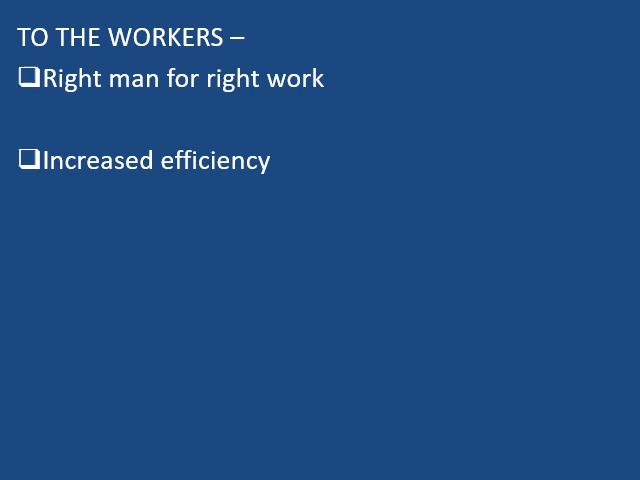 TO THE WORKERS –
❑Right man for right work
❑Increased efficiency